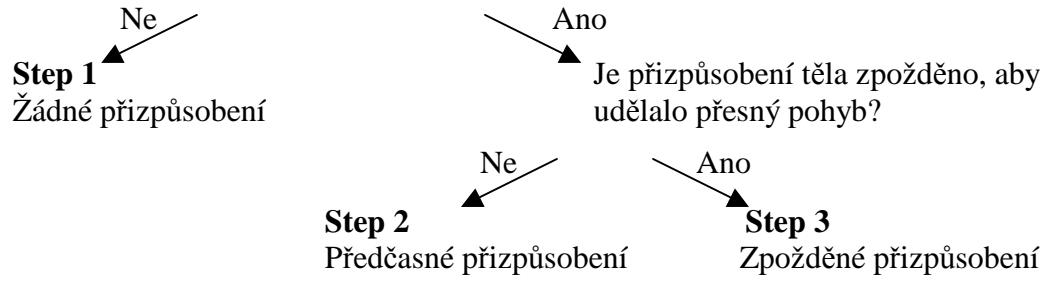 Ne Ano
Step 1
Žádné přizpůsobení
Je přizpůsobení těla zpožděno, aby
udělalo přesný pohyb?
Ne Ano
Step 2
Předčasné přizpůsobení
Step 3
Zpožděné přizpůsobení